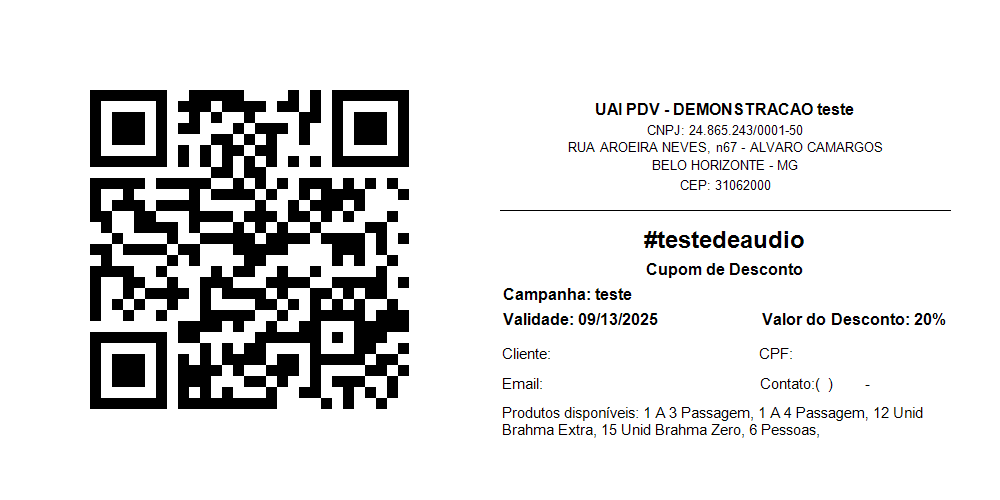 UAI PDV - DEMONSTRACAO teste
CNPJ: 24.865.243/0001-50
RUA AROEIRA NEVES, n67 - ALVARO CAMARGOS
BELO HORIZONTE - MG
CEP: 31062000
#testedeaudio
Cupom de Desconto
Campanha: teste
Validade: 09/13/2025 Valor do Desconto: 20%
Cliente: CPF:
Email: Contato:( ) -
Produtos disponíveis: 1 A 3 Passagem, 1 A 4 Passagem, 12 Unid
Brahma Extra, 15 Unid Brahma Zero, 6 Pessoas,